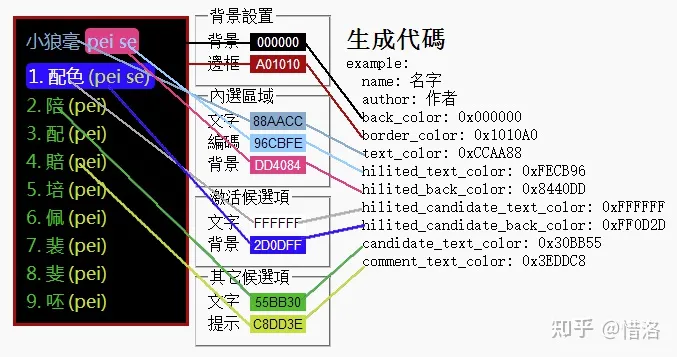 小狼毫 pei se
1. 配色 (pei se)
2. 陪 (pei)
3. 配 (pei)
4. 賠 (pei)
5. 培 (pei)
6. 佩 (pei)
7. 裴 (pei)
8. 斐 (pei)
9. 呸 (pei)
背景設置
背景 000000
邊框 A01010
內選區域
文字 88AACC
編碼 96CBFE
背景 DD4084
激活候選項
文字 FFFFFF
背景 2D0DFF
其它候選項
文字 55BB30
提示 C8DD3E
生成代碼
example:
name: 名字
author: 作者
back_color: 0x000000
border_color: 0x1010A0
text_color: 0xCCAA88
hilited_text_color: 0xFECB96
hilited_back_color: 0x8440DD
hilited_candidate_text_color: 0xFFFFFF
hilited_candidate_back_color: 0xFF0D2D
candidate_text_color: 0x30BB55
comment_text_color: 0x3EDDC8
知乎 @惜洛